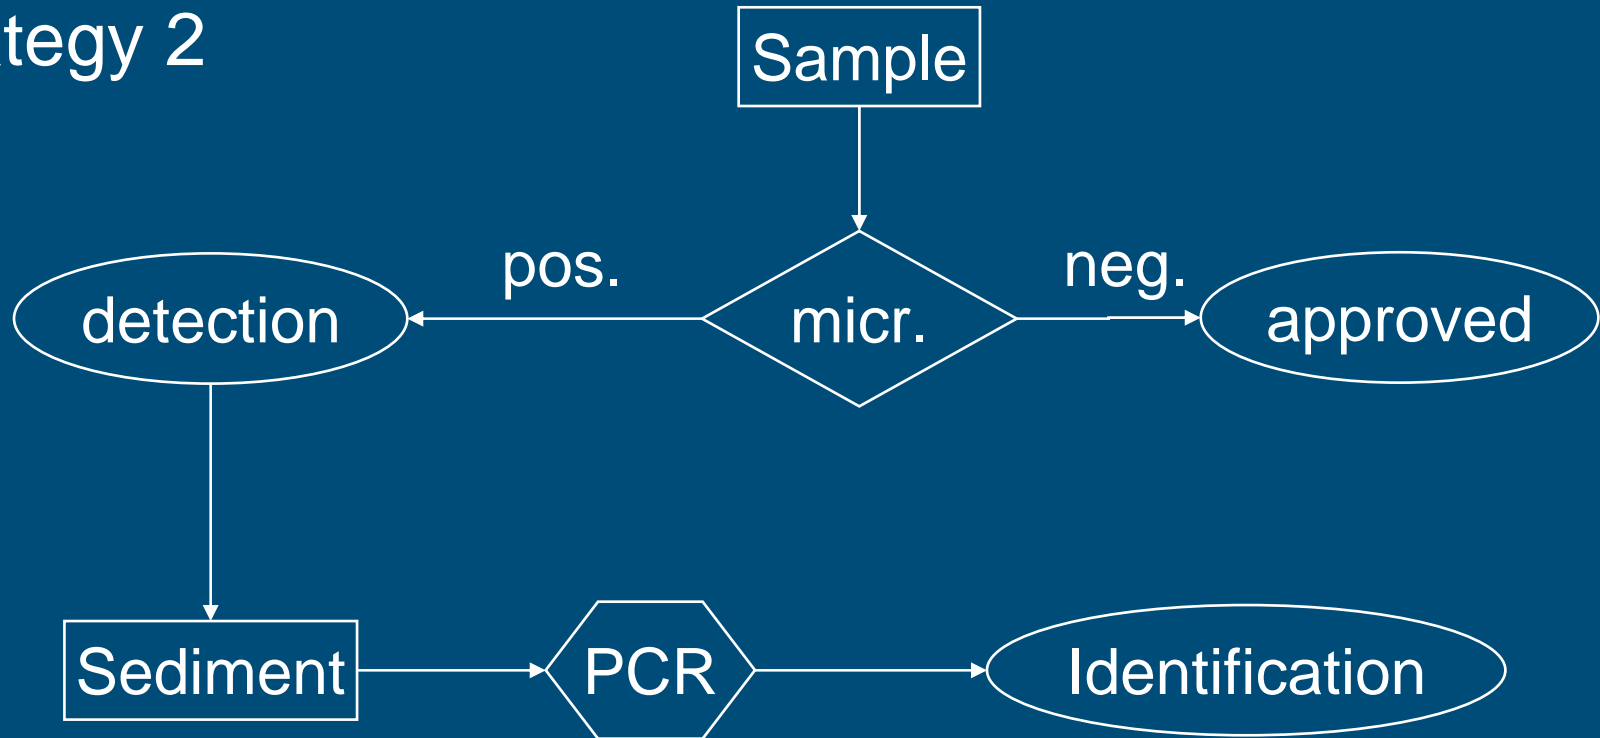 tegy 2
Sample
pos.
neg.
detection
micr.
approved
Sediment
PCR
Identification